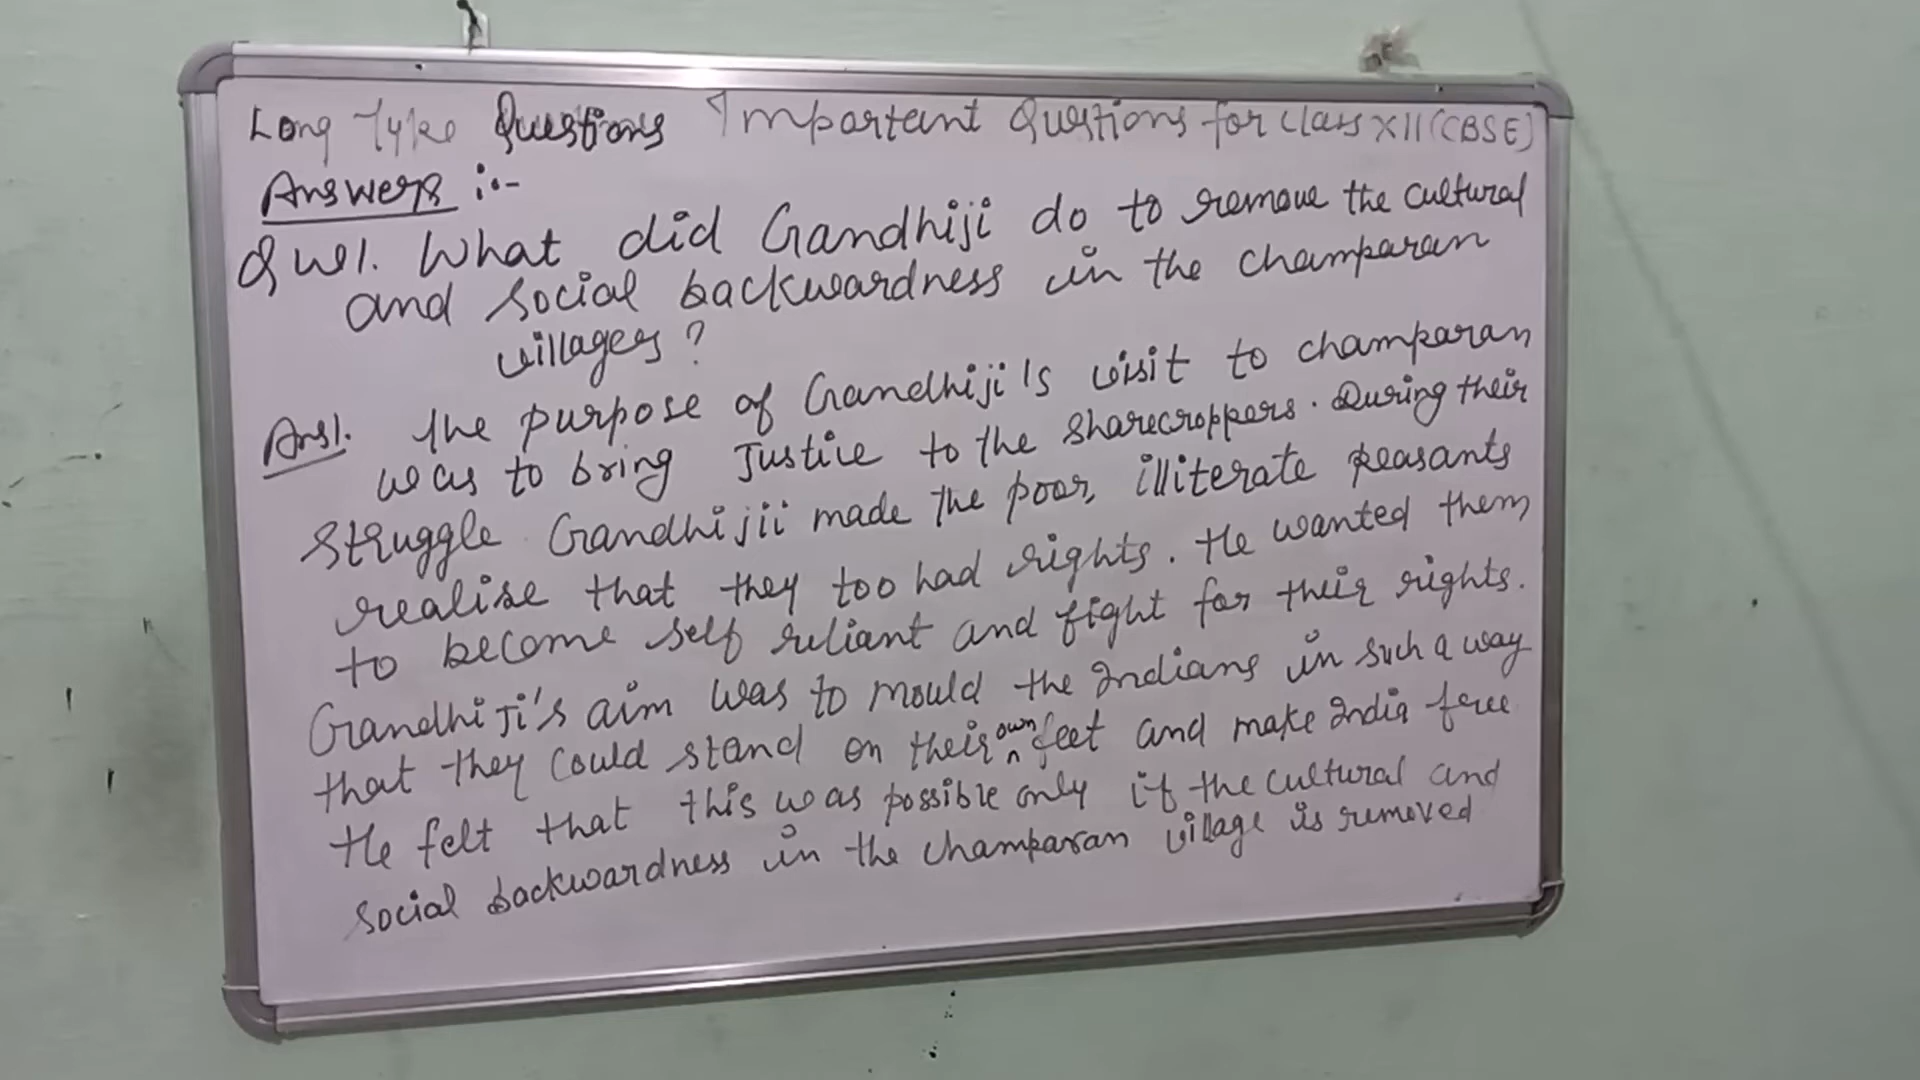 Long Type Questions Important Questions for Class XII (CBSE)
Answers :-
Que1. What did Gandhiji do to remove the cultural
and social backwardness in the champaran
villages?
Ans1. The purpose of Gandhiji's visit to champaran
was to bring Justice to the sharecroppers. During their
struggle Gandhijii made the poor, illiterate peasants
realise that they too had rights. He wanted them
to become self reliant and fight for their rights.
GandhiJi's aim was to mould the Indians in such a way
that they could stand on their own feet and make India free
He felt that this was possible only if the cultural and
social backwardness in the champaran village is removed